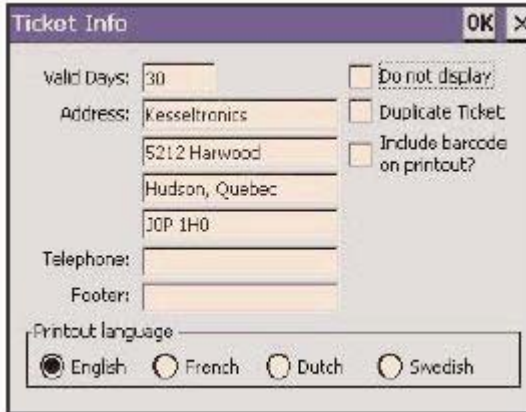 Ticket Info OK X
Valid Days: 30
Do not display
Address: Kesseltronics
Duplicate Ticket
5212 Harwood
Include barcode
on printout?
Hudson, Quebec
J0P 1H0
Telephone:
Footer:
Printout language
English French Dutch Swedish